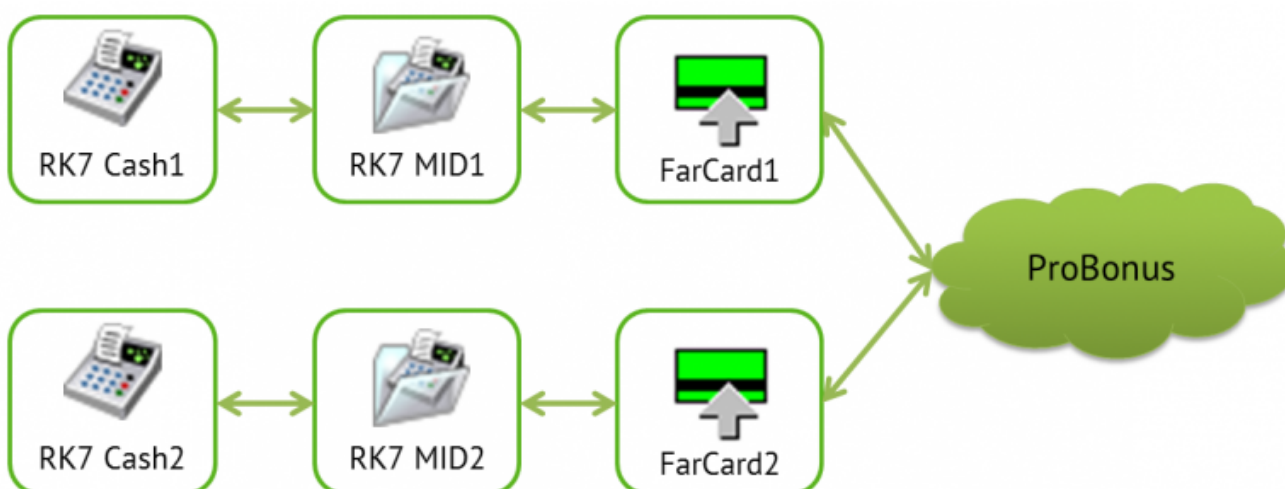 RK7 Cash1
RK7 MID1
FarCard1
ProBonus
RK7 Cash2
RK7 MID2
FarCard2